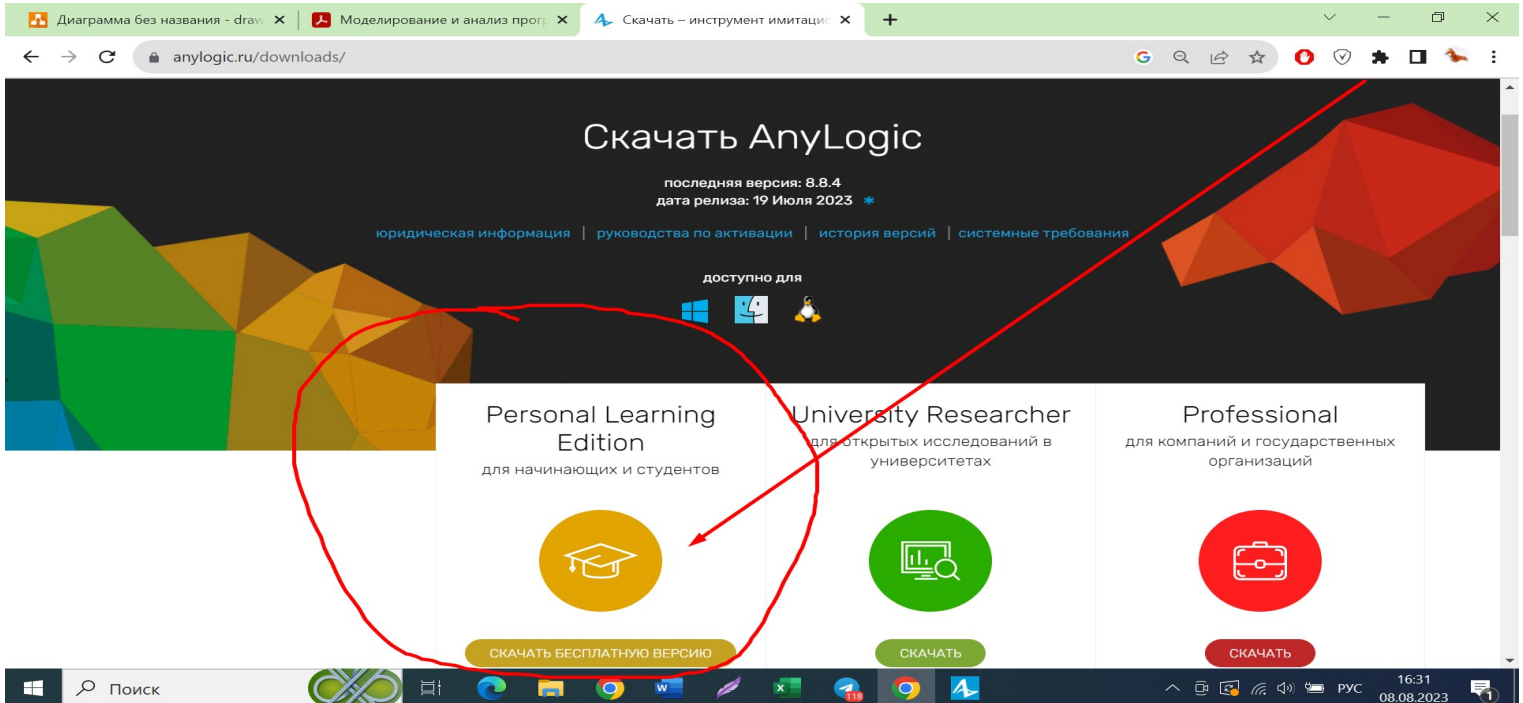 Диаграмма без названия - draw
Моделирование и анализ прогр
Скачать – инструмент имитацио
anylogic.ru/downloads/
Скачать AnyLogic
последняя версия: 8.8.4
дата релиза: 19 Июля 2023 *
юридическая информация | руководства по активации | история версий | системные требования
доступно для
Personal Learning
Edition
для начинающих и студентов
СКАЧАТЬ БЕСПЛАТНУЮ ВЕРСИЮ
University Researcher
для открытых исследований в
университетах
СКАЧАТЬ
Professional
для компаний и государственных
организаций
СКАЧАТЬ
Поиск
118
РУС
16:31
08.08.2023
1